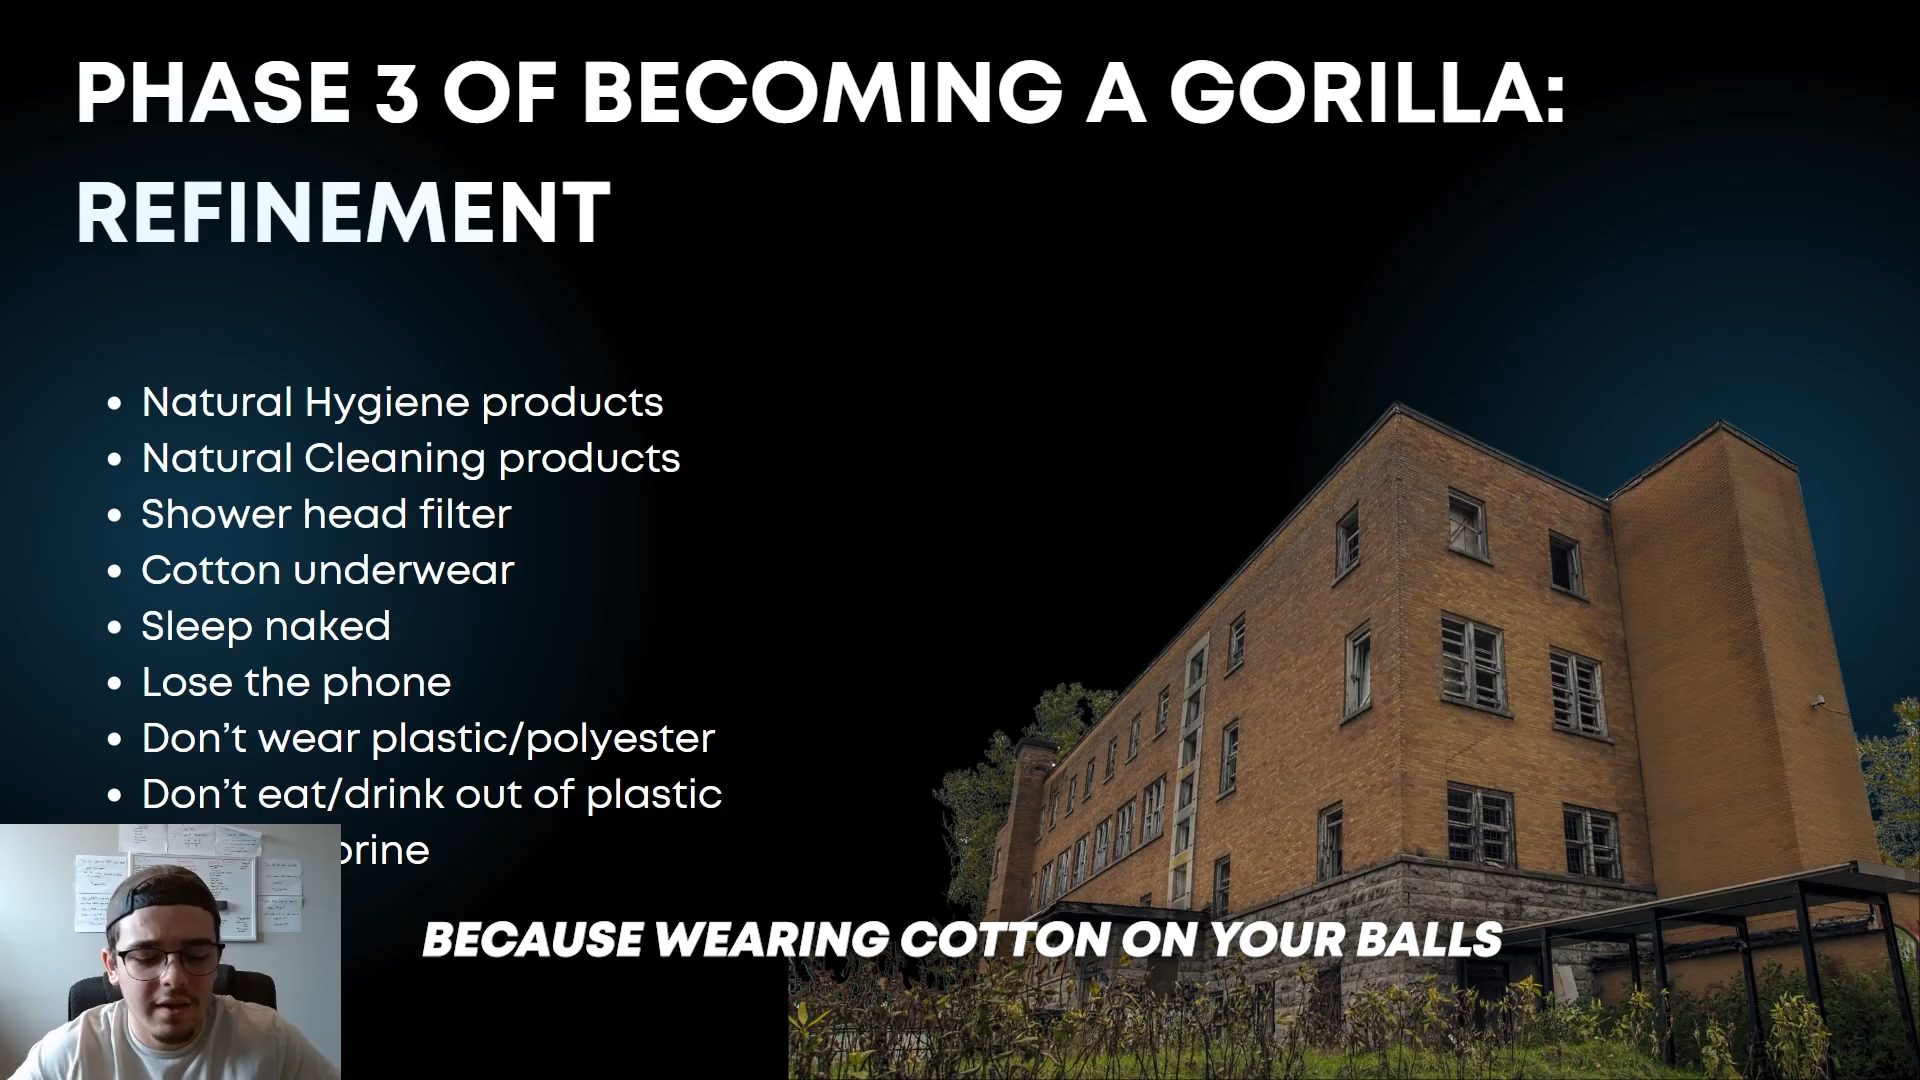 PHASE 3 OF BECOMING A GORILLA:
REFINEMENT
• Natural Hygiene products
• Natural Cleaning products
• Shower head filter
• Cotton underwear
• Sleep naked
• Lose the phone
• Don’t wear plastic/polyester
• Don’t eat/drink out of plastic
BECAUSE WEARING COTTON ON YOUR BALLS